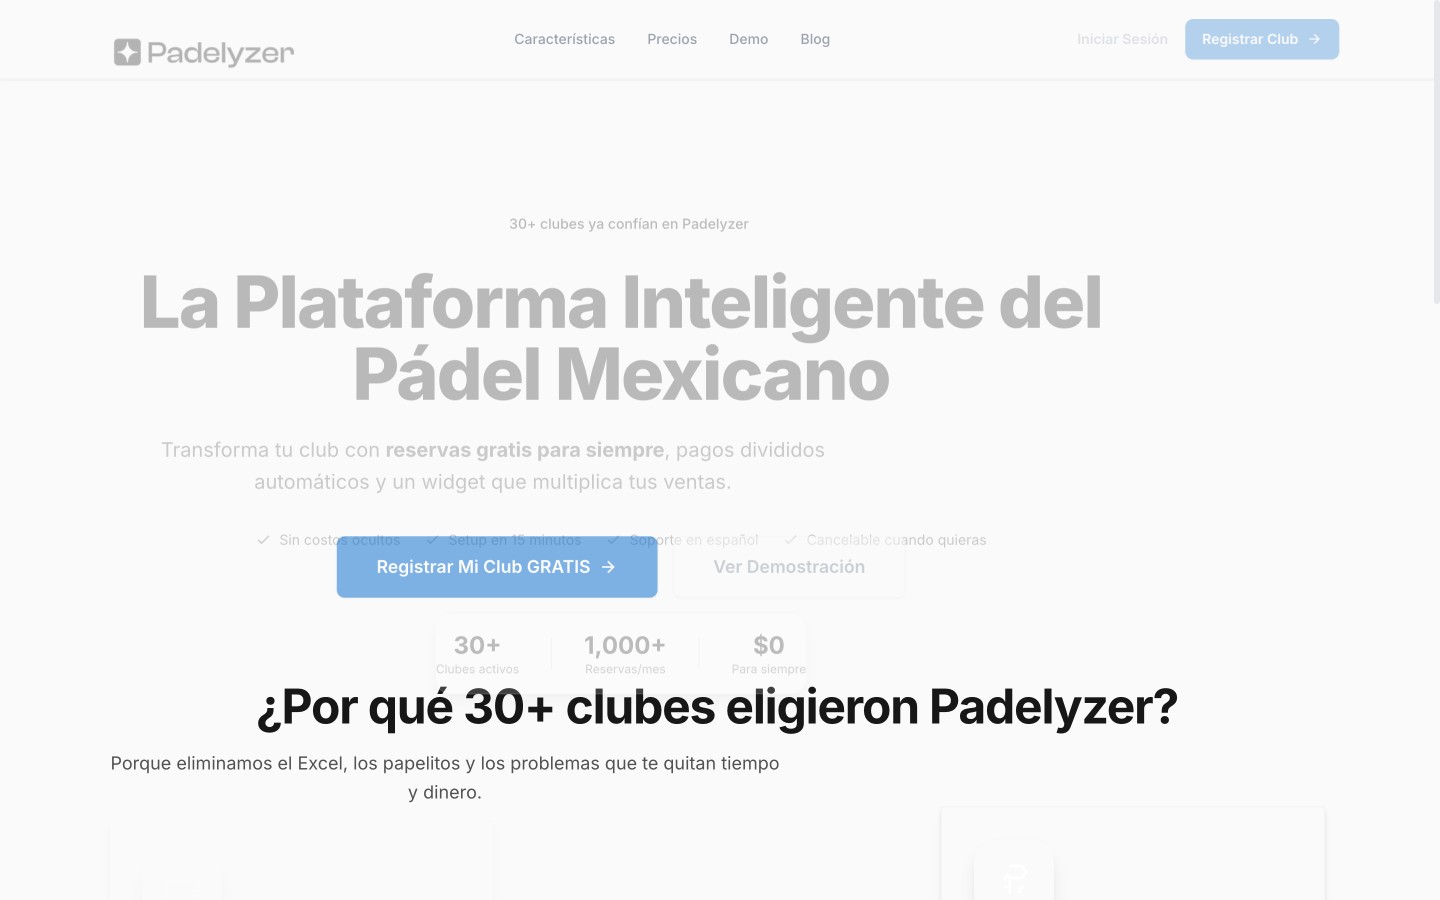 Padelyzer
Características
Precios
Demo
Blog
Iniciar Sesión
Registrar Club
30+ clubes ya confían en Padelyzer
La Plataforma Inteligente del
Pádel Mexicano
Transforma tu club con reservas gratis para siempre, pagos divididos
automáticos y un widget que multiplica tus ventas.
Sin costos ocultos
Setup en 15 minutos
Soporte en español
Cancelable cuando quieras
Registrar Mi Club GRATIS
Ver Demostración
30+
Clubes activos
1,000+
Reservas/mes
$0
Para siempre
¿Por qué 30+ clubes eligieron Padelyzer?
Porque eliminamos el Excel, los papelitos y los problemas que te quitan tiempo
y dinero.